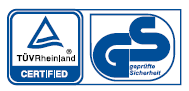 TÜVRheinland
CERTIFIED
GS
geprüfte
Sicherheit